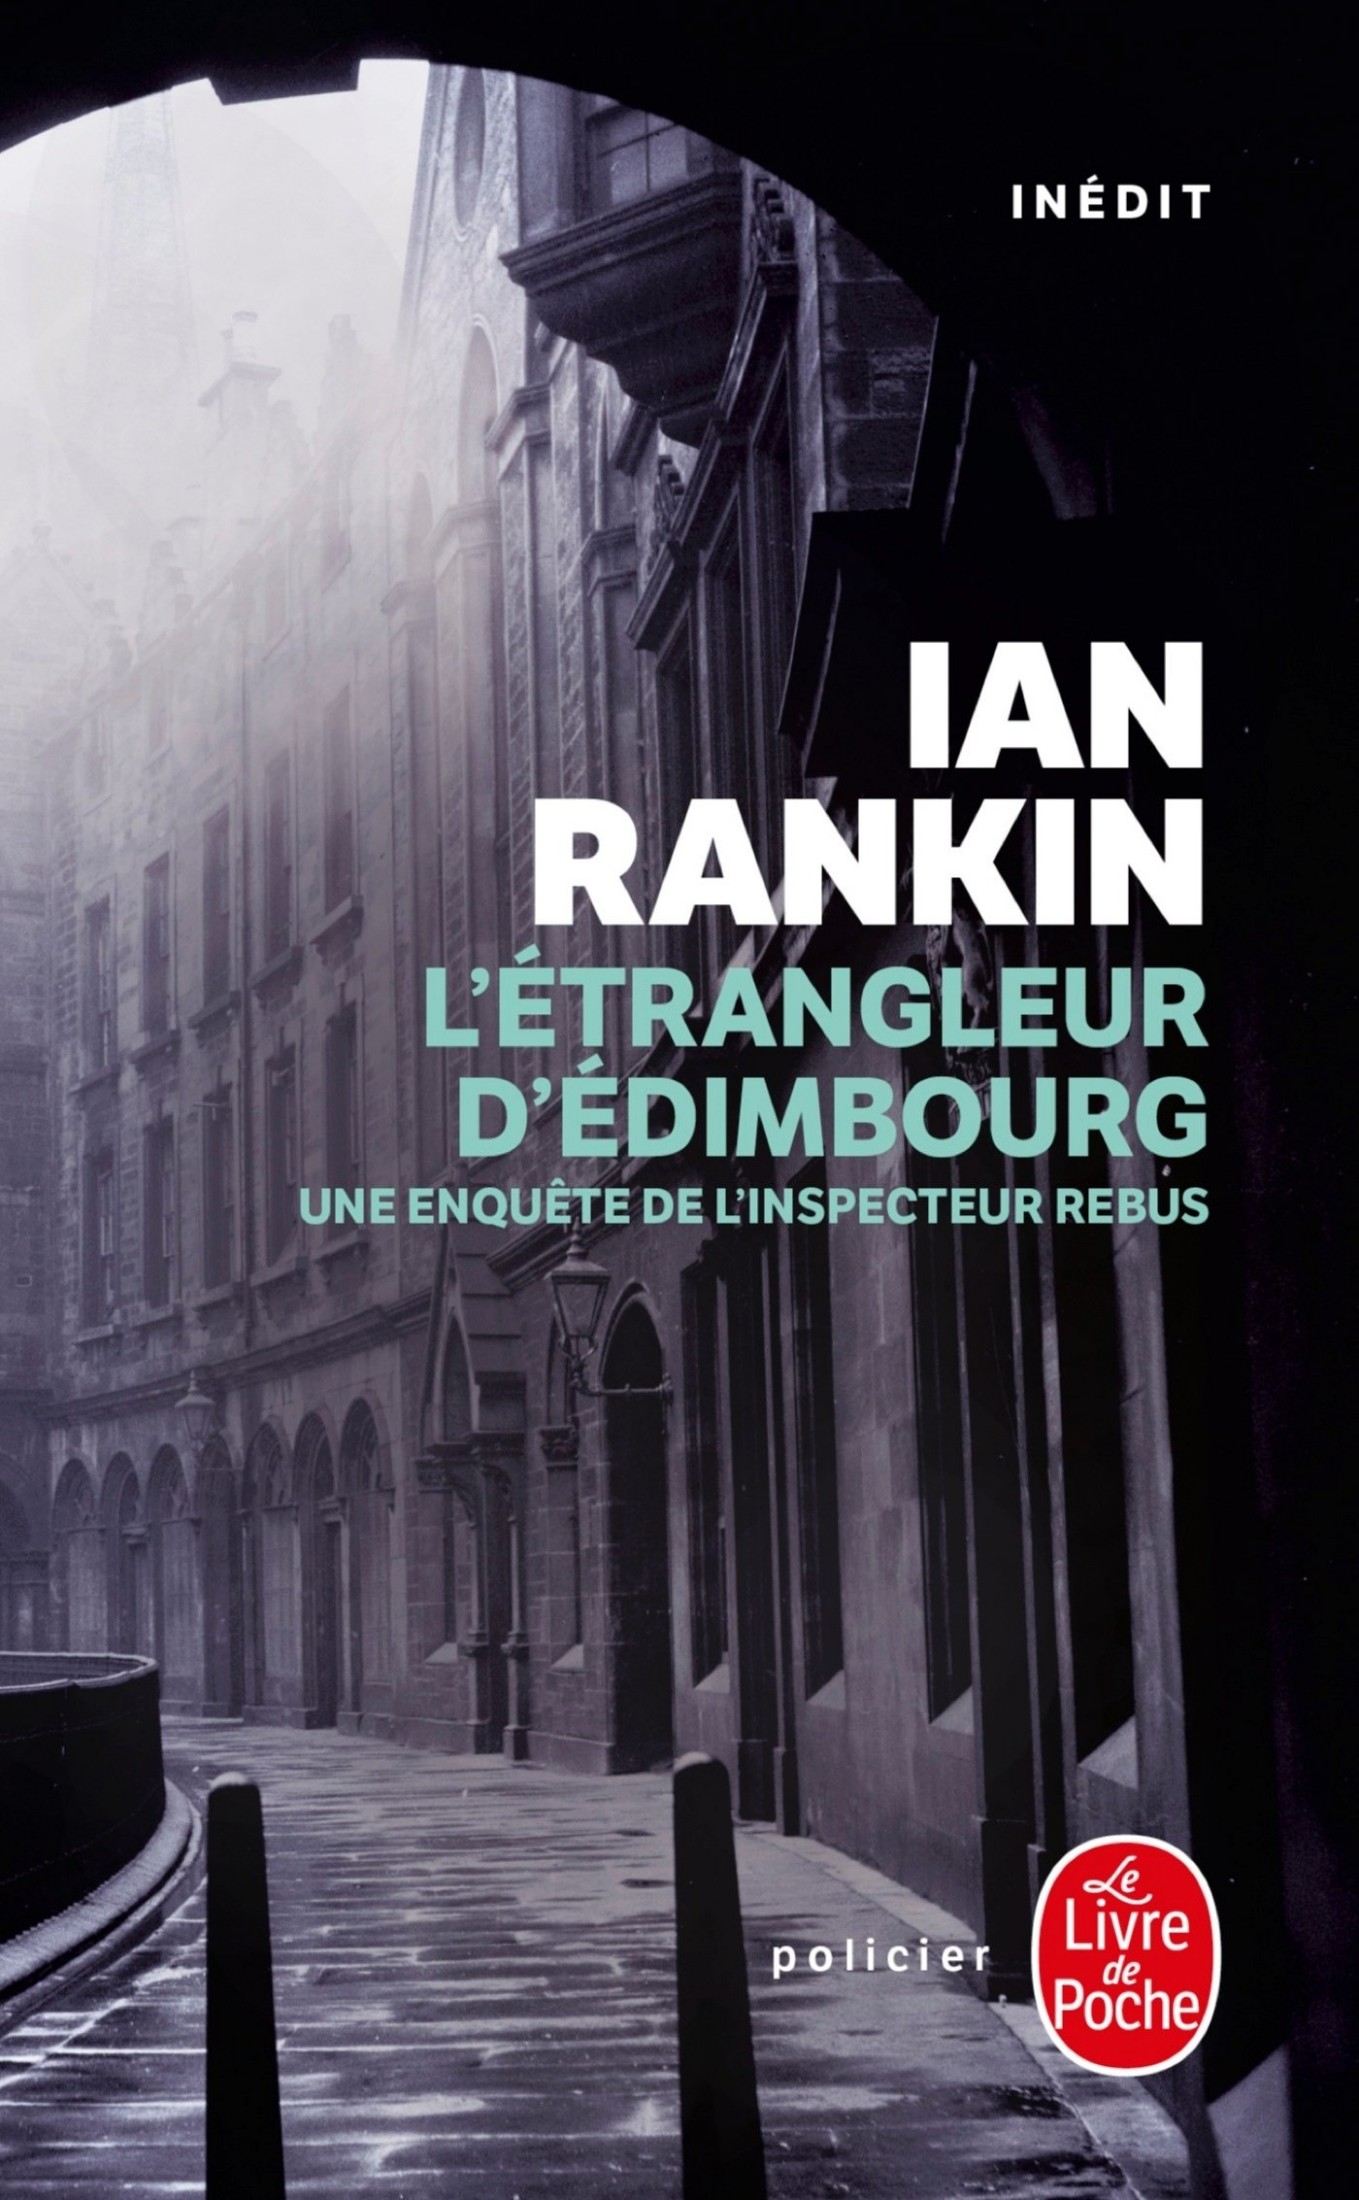 INÉDIT
IAN
RANKIN
L’ÉTRANGLEUR
D’ÉDIMBOURG
UNE ENQUÊTE DE L’INSPECTEUR REBUS
policier
Le
Livre
de
Poche